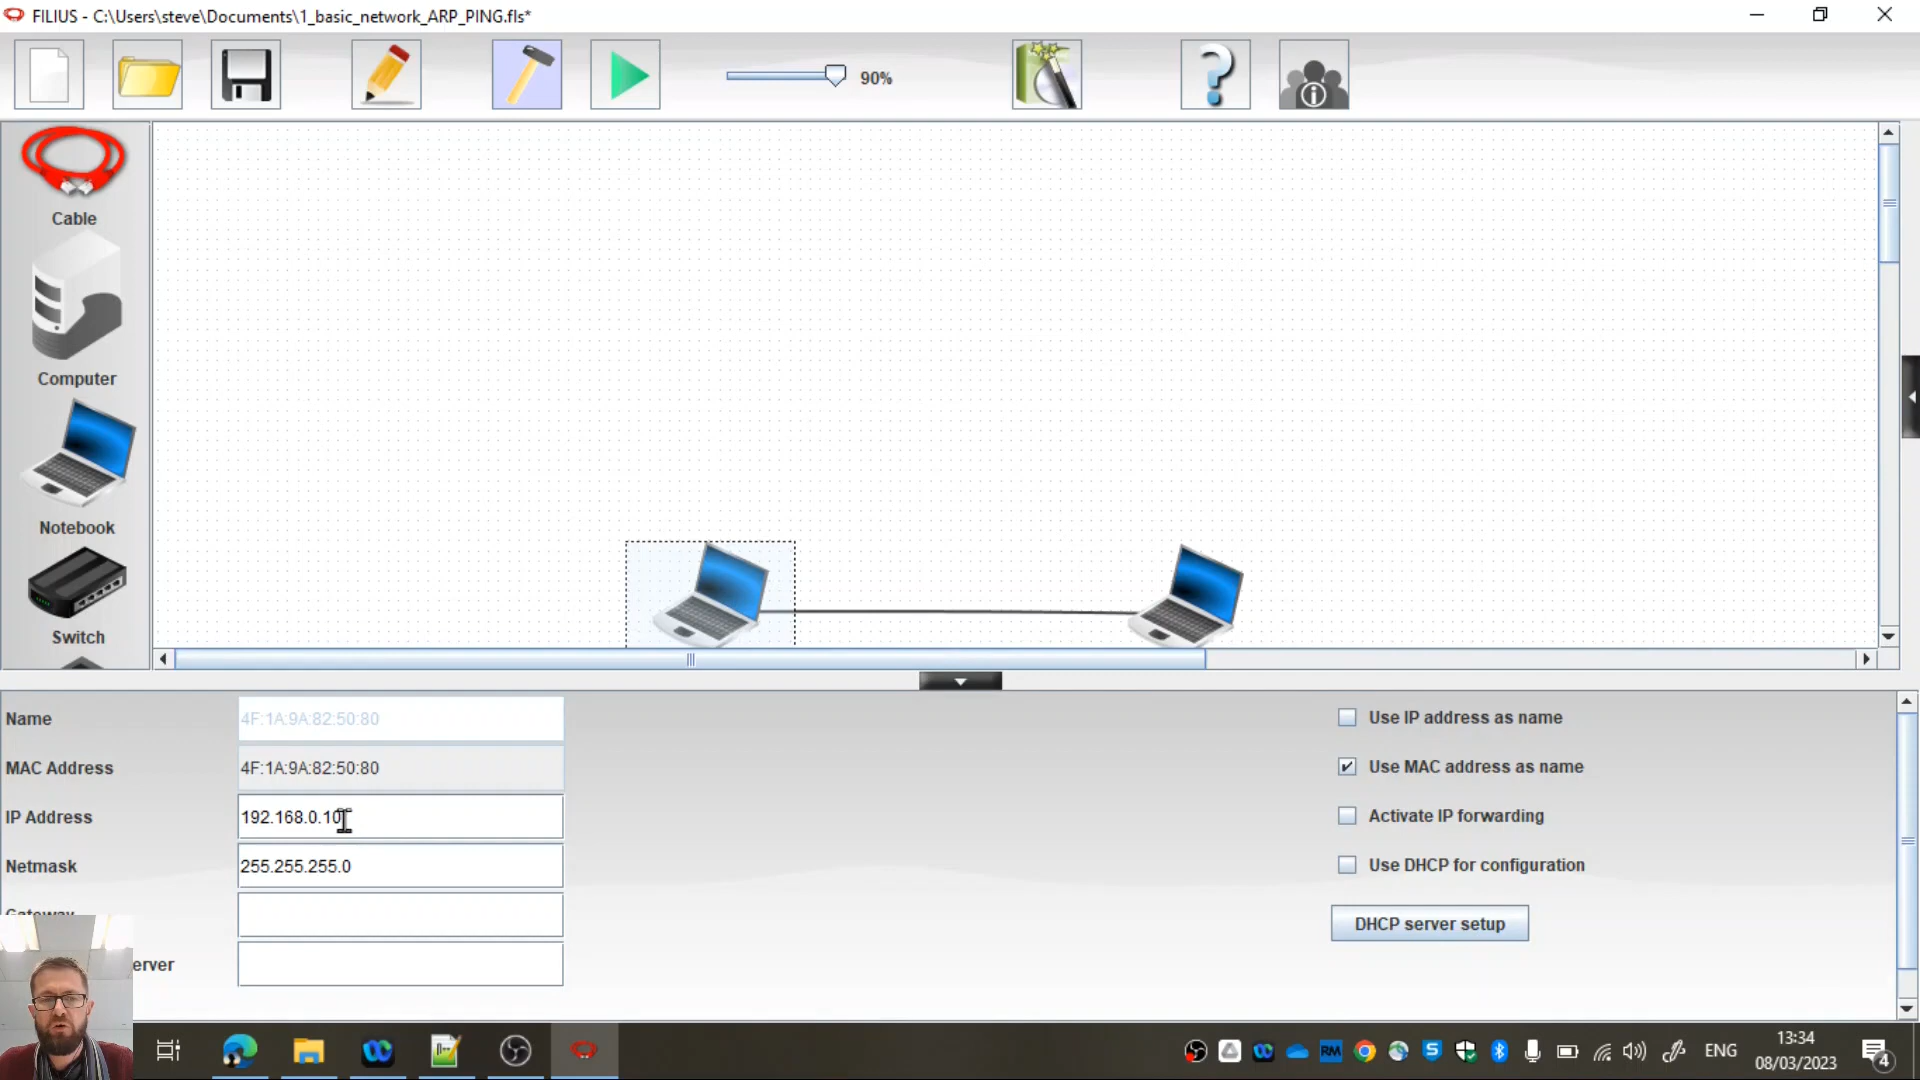 FILIUS - C:\Users\steve\Documents\1_basic_network_ARP_PING.fls*
90%
Cable
Computer
Notebook
Switch
Name
4F:1A:9A:82:50:80
Use IP address as name
MAC Address
4F:1A:9A:82:50:80
Use MAC address as name
IP Address
192.168.0.10
Activate IP forwarding
Netmask
255.255.255.0
Use DHCP for configuration
Gateway
DHCP server setup
erver
RM
ENG
13:34
08/03/2023
4